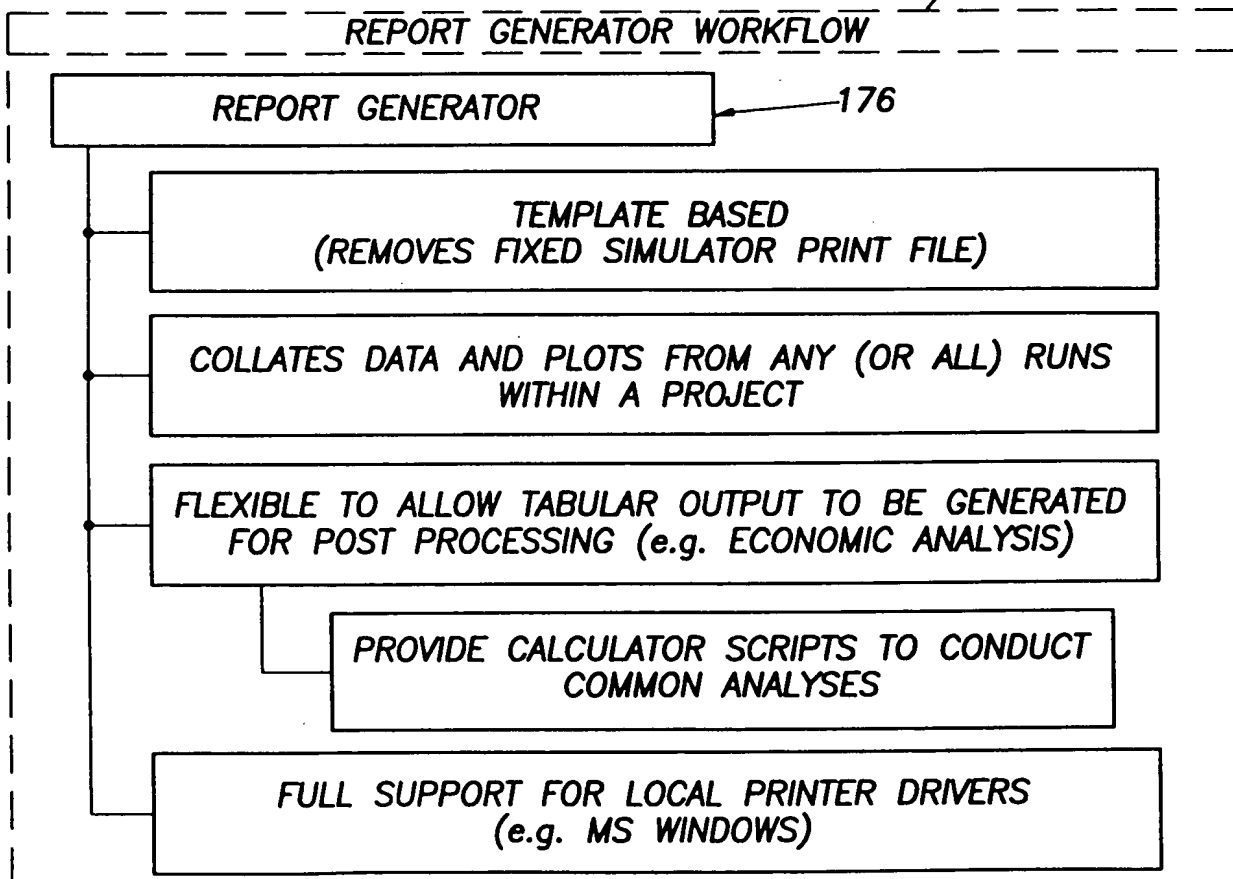 REPORT GENERATOR WORKFLOW
REPORT GENERATOR
176
TEMPLATE BASED
(REMOVES FIXED SIMULATOR PRINT FILE)
COLLATES DATA AND PLOTS FROM ANY (OR ALL) RUNS
WITHIN A PROJECT
FLEXIBLE TO ALLOW TABULAR OUTPUT TO BE GENERATED
FOR POST PROCESSING (e.g. ECONOMIC ANALYSIS)
PROVIDE CALCULATOR SCRIPTS TO CONDUCT
COMMON ANALYSES
FULL SUPPORT FOR LOCAL PRINTER DRIVERS
(e.g. MS WINDOWS)